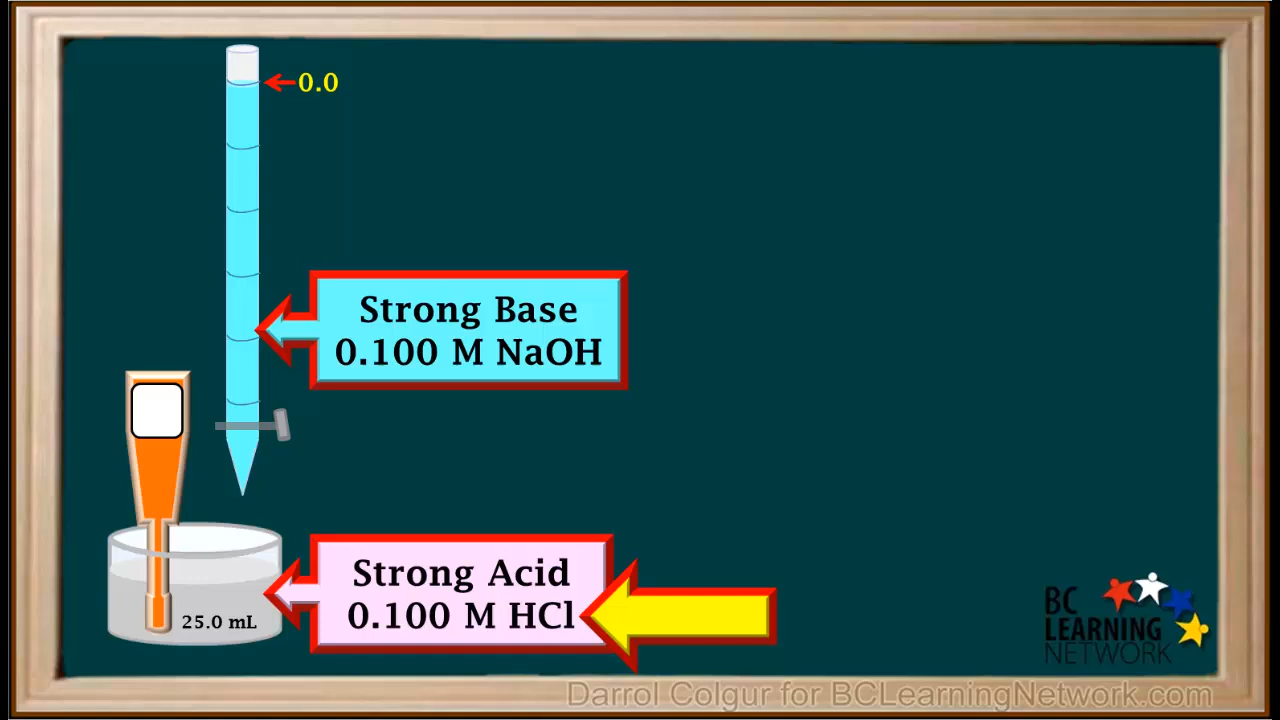 0.0
Strong Base
0.100 M NaOH
Strong Acid
0.100 M HCl
25.0 mL
BC
LEARNING
NETWORK
Darrol Colgur for BCLearningNetwork.com